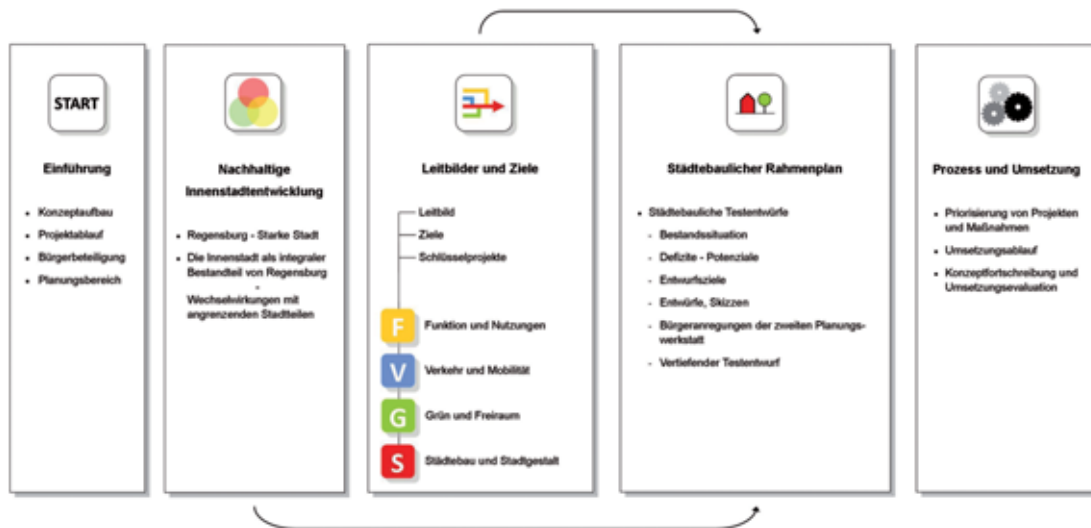 START
Einführung
Konzeptaufbau
Projektablauf
Bürgerbeteiligung
Planungsbereich
Nachhaltige
Innenstadtentwicklung
Regensburg - Starke Stadt
Die Innenstadt als integraler
Bestandteil von Regensburg
-
Wechselwirkungen mit
angrenzenden Stadtteilen
Leitbilder und Ziele
Leitbild
Ziele
Schlüsselprojekte
F Funktion und Nutzungen
V Verkehr und Mobilität
G Grün und Freiraum
S Städtebau und Stadtgestalt
Städtebaulicher Rahmenplan
Städtebauliche Testentwürfe
- Bestandssituation
- Defizite - Potenziale
- Entwurfsziele
- Entwürfe, Skizzen
- Bürgeranregungen der zweiten Planungs-
werkstatt
- Vertiefender Testentwurf
Prozess und Umsetzung
Priorisierung von Projekten
und Maßnahmen
Umsetzungsablauf
Konzeptfortschreibung und
Umsetzungsevaluation